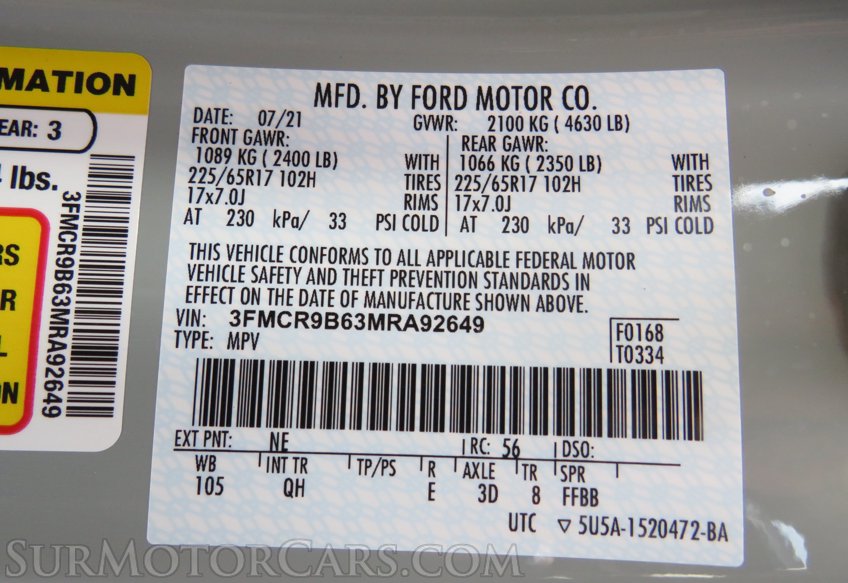 MATION
EAR: 3
lbs.
3FMCR9B63MRA92649
RS
R
L
ON
MFD. BY FORD MOTOR CO.
DATE: 07/21 GVWR: 2100 KG ( 4630 LB)
FRONT GAWR: REAR GAWR:
1089 KG ( 2400 LB) WITH 1066 KG ( 2350 LB) WITH
225/65R17 102H TIRES 225/65R17 102H TIRES
17x7.0J RIMS 17x7.0J RIMS
AT 230 kPa/ 33 PSI COLD AT 230 kPa/ 33 PSI COLD
THIS VEHICLE CONFORMS TO ALL APPLICABLE FEDERAL MOTOR
VEHICLE SAFETY AND THEFT PREVENTION STANDARDS IN
EFFECT ON THE DATE OF MANUFACTURE SHOWN ABOVE.
VIN: 3FMCR9B63MRA92649
TYPE: MPV
F0168
T0334
EXT PNT: NE RC: 56 DSO:
WB INT TR TP/PS R AXLE TR SPR
105 QH E 3D 8 FFBB
UTC ▽ 5U5A-1520472-BA
SURMOTORCARS.COM